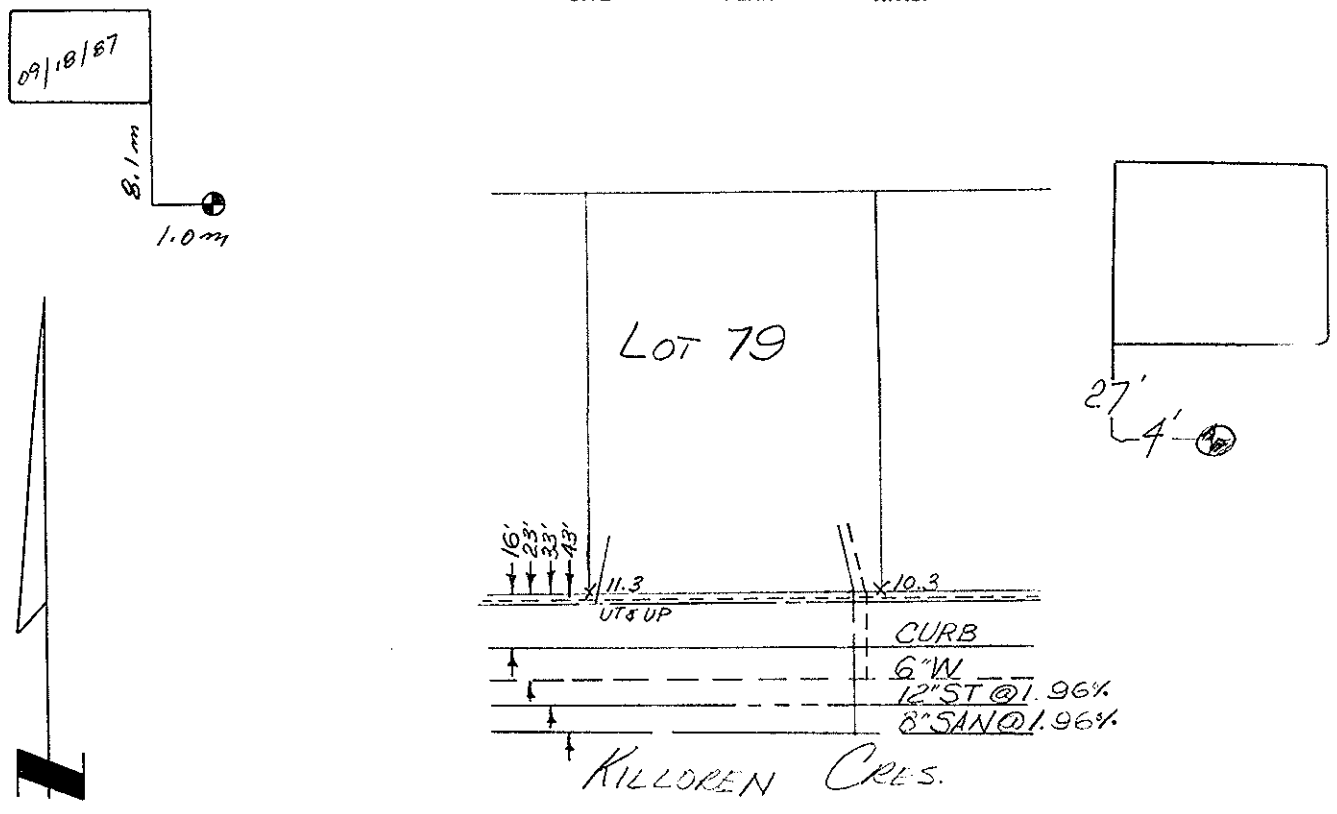 09/18/87
8.1m
1.0m
LOT 79
27'
4'
16'
23'
33'
43'
11.3
10.3
UT & UP
CURB
6"W
12"ST @1.96%
8"SAN@1.96%
KILLOREN CRES.